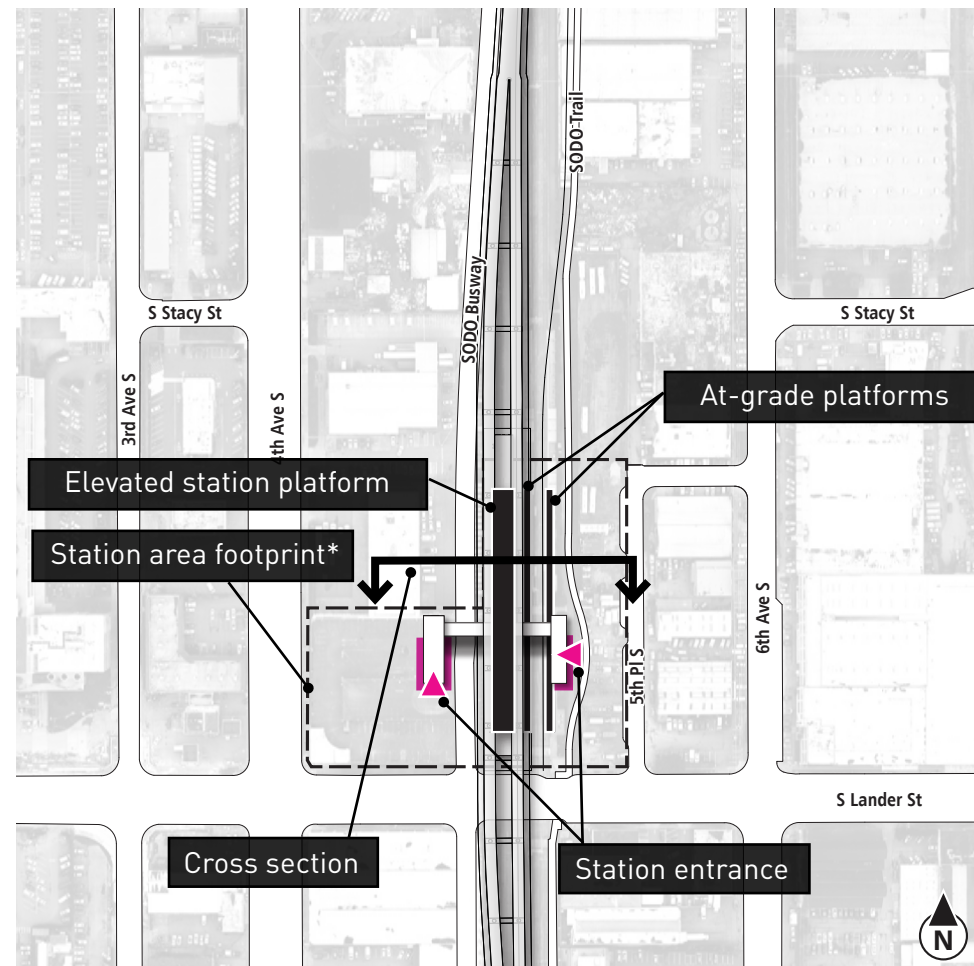 SODO Trail
SODO Busway
S Stacy St
S Stacy St
3rd Ave S
4th Ave S
At-grade platforms
Elevated station platform
Station area footprint*
6th Ave S
5th Pl S
S Lander St
Cross section
Station entrance
N